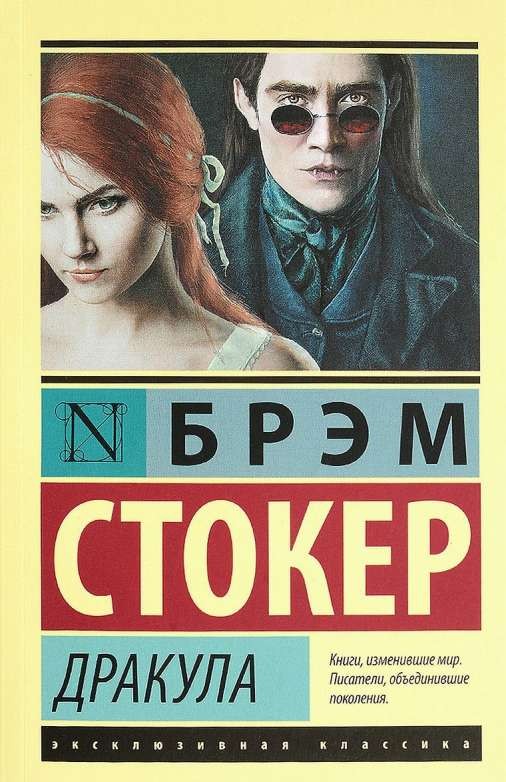 N БРЭМ
СТОКЕР
ДРАКУЛА
Книги, изменившие мир.
Писатели, объединившие
поколения.
эксклюзивная классика